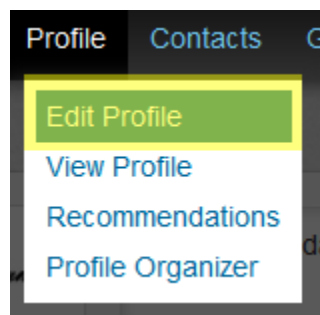 Profile Contacts G
Edit Profile
View Profile
Recommendations
Profile Organizer